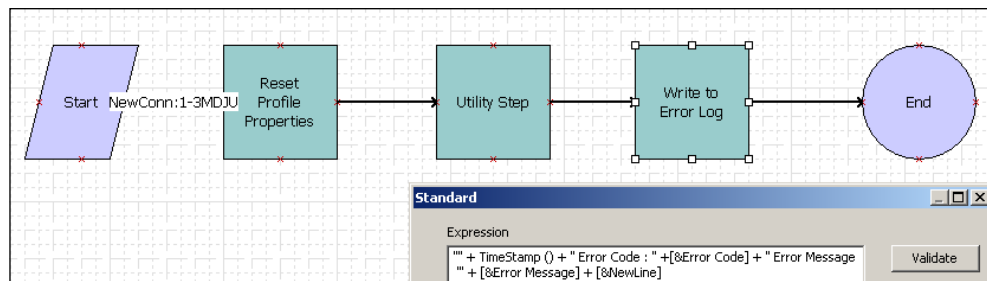 Start
NewConn:1-3MDJU
Reset
Profile
Properties
Utility Step
Write to
Error Log
End
Standard
Expression
"" + TimeStamp () + " Error Code : " +[&Error Code] + " Error Message
'" + [&Error Message] + [&NewLine]
Validate